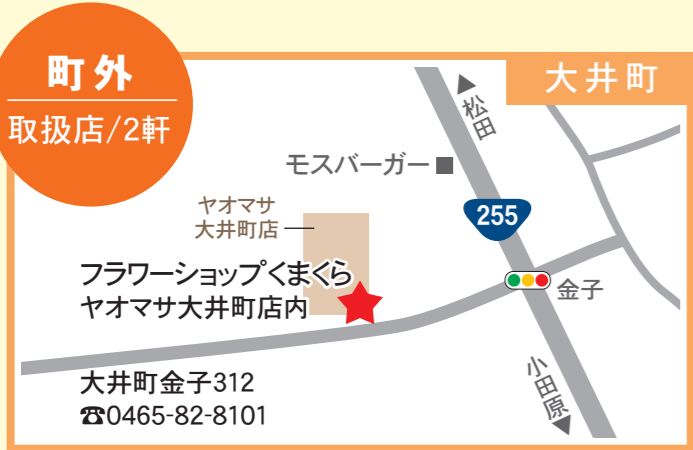 町外
取扱店/2軒
大井町
▲松田
モスバーガー■
255
ヤオマサ
大井町店
フラワーショップくまくら
ヤオマサ大井町店内
金子
小田原▼
大井町金子312
☎0465-82-8101